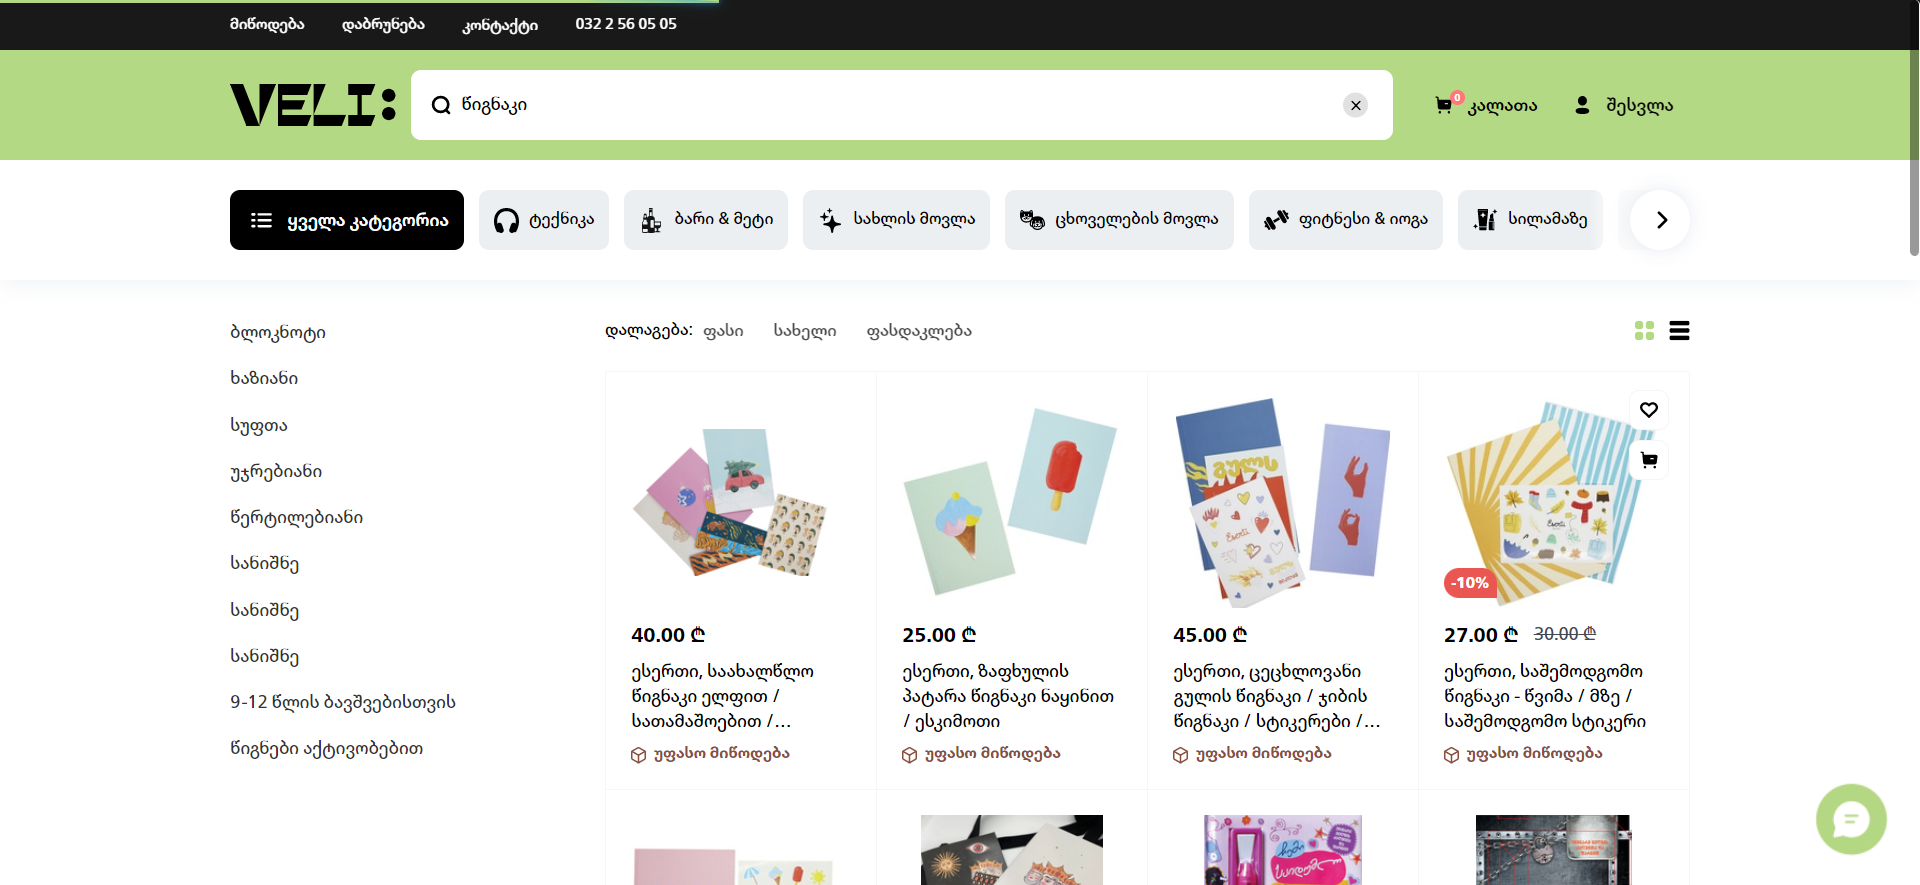 მიწოდება დაბრუნება კონტაქტი 032 2 56 05 05
VELI:
წიგნაკი
0
კალათა
შესვლა
ყველა კატეგორია
ტექნიკა
ბარი & მეტი
სახლის მოვლა
ცხოველების მოვლა
ფიტნესი & იოგა
სილამაზე
ბლოკნოტი
ხაზიანი
სუფთა
უჯრებიანი
წერტილებიანი
სანიშნე
სანიშნე
სანიშნე
9-12 წლის ბავშვებისთვის
წიგნები აქტივობებით
დალაგება: ფასი სახელი ფასდაკლება
40.00 ₾
ესერთი, საახალწლო
წიგნაკი ელფით /
სათამაშოებით /...
უფასო მიწოდება
25.00 ₾
ესერთი, ზაფხულის
პატარა წიგნაკი ნაყინით
/ ესკიმოთი
უფასო მიწოდება
გულს
Eserti
45.00 ₾
ესერთი, ცეცხლოვანი
გულის წიგნაკი / ჯიბის
წიგნაკი / სტიკერები /...
უფასო მიწოდება
Eserti
-10%
27.00 ₾ 30.00 ₾
ესერთი, საშემოდგომო
წიგნაკი - წვიმა / მზე /
საშემოდგომო სტიკერი
უფასო მიწოდება
ჩემი